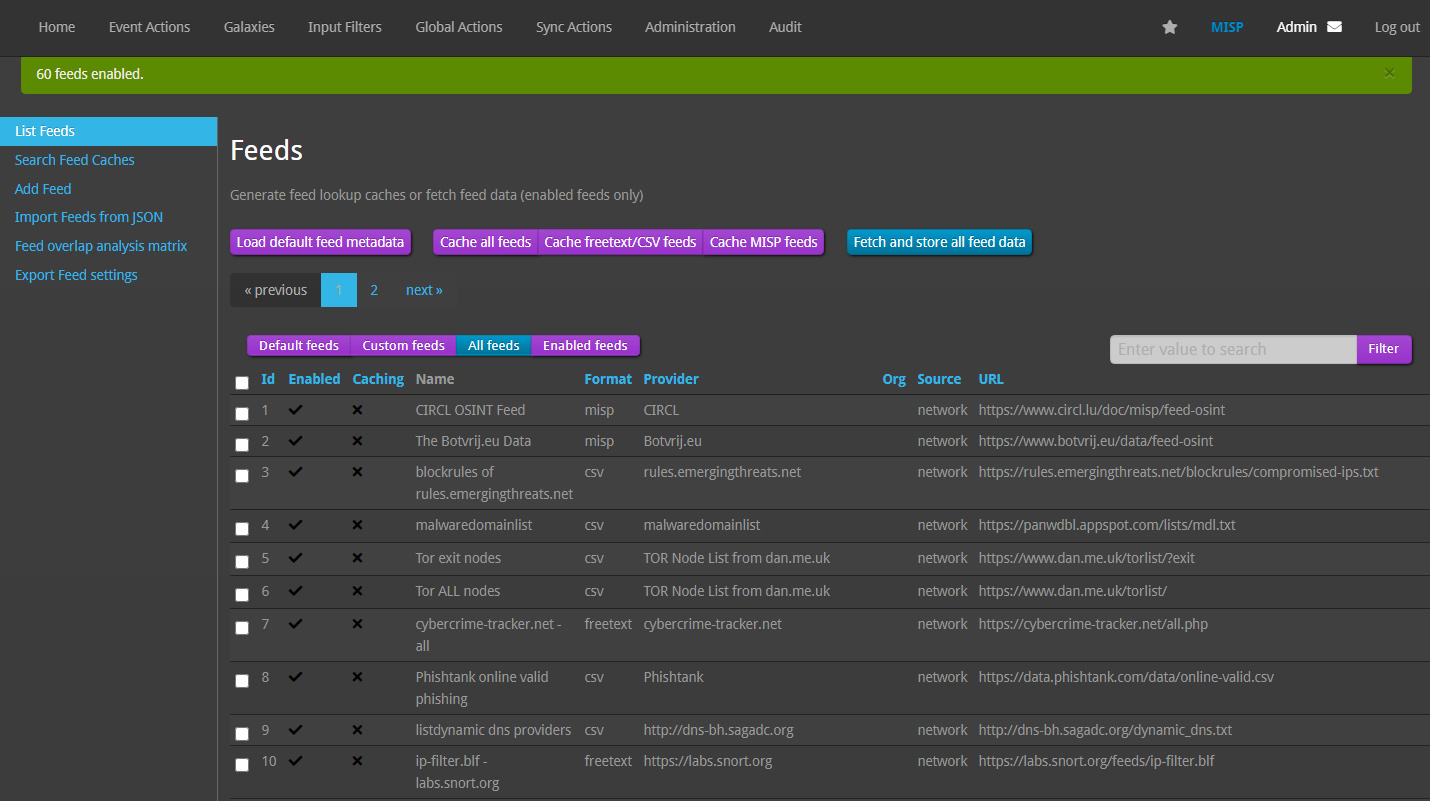 Home Event Actions Galaxies Input Filters Global Actions Sync Actions Administration Audit MISP Admin Log out
60 feeds enabled. ×
List Feeds
Search Feed Caches
Add Feed
Import Feeds from JSON
Feed overlap analysis matrix
Export Feed settings
Feeds
Generate feed lookup caches or fetch feed data (enabled feeds only)
Load default feed metadata Cache all feeds Cache freetext/CSV feeds Cache MISP feeds Fetch and store all feed data
« previous 1 2 next »
Default feeds Custom feeds All feeds Enabled feeds Enter value to search Filter
Id Enabled Caching Name Format Provider Org Source URL
1 CIRCL OSINT Feed misp CIRCL network https://www.circl.lu/doc/misp/feed-osint
2 The Botvrij.eu Data misp Botvrij.eu network https://www.botvrij.eu/data/feed-osint
3 blockrules of csv rules.emergingthreats.net network https://rules.emergingthreats.net/blockrules/compromised-ips.txt
rules.emergingthreats.net
4 malwaredomainlist csv malwaredomainlist network https://panwdbl.appspot.com/lists/mdl.txt
5 Tor exit nodes csv TOR Node List from dan.me.uk network https://www.dan.me.uk/torlist/?exit
6 Tor ALL nodes csv TOR Node List from dan.me.uk network https://www.dan.me.uk/torlist/
7 cybercrime-tracker.net - freetext cybercrime-tracker.net network https://cybercrime-tracker.net/all.php
all
8 Phishtank online valid csv Phishtank network https://data.phishtank.com/data/online-valid.csv
phishing
9 listdynamic dns providers csv http://dns-bh.sagadc.org network http://dns-bh.sagadc.org/dynamic_dns.txt
10 ip-filter.blf - freetext https://labs.snort.org network https://labs.snort.org/feeds/ip-filter.blf
labs.snort.org